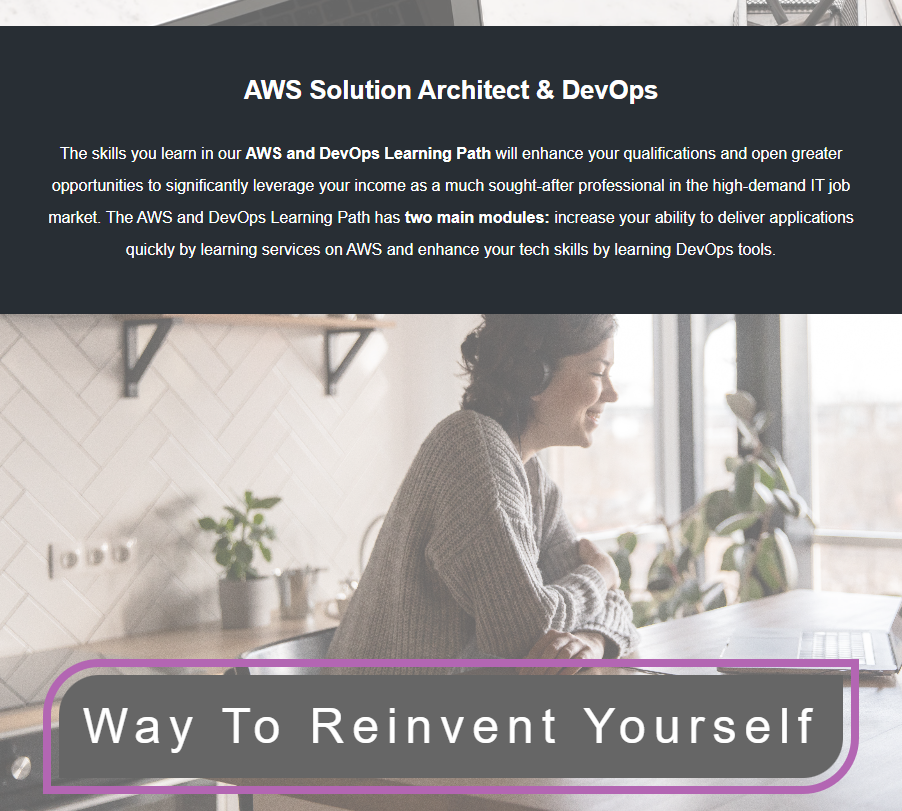 AWS Solution Architect & DevOps
The skills you learn in our AWS and DevOps Learning Path will enhance your qualifications and open greater
opportunities to significantly leverage your income as a much sought-after professional in the high-demand IT job
market. The AWS and DevOps Learning Path has two main modules: increase your ability to deliver applications
quickly by learning services on AWS and enhance your tech skills by learning DevOps tools.
Way To Reinvent Yourself